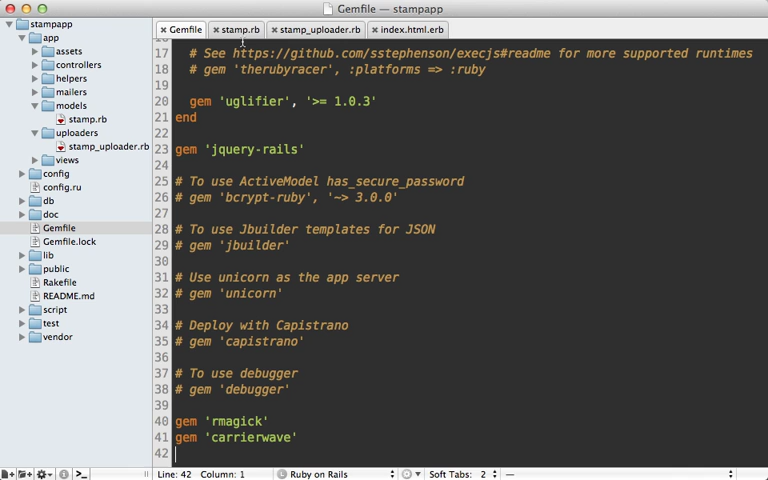 Gemfile — stampapp
stampapp
app
assets
controllers
helpers
mailers
models
stamp.rb
uploaders
stamp_uploader.rb
views
config
config.ru
db
doc
Gemfile
Gemfile.lock
lib
public
Rakefile
README.md
script
test
vendor
Gemfile stamp.rb stamp_uploader.rb index.html.erb
17 # See https://github.com/sstephenson/execjs#readme for more supported runtimes
18 # gem 'therubyracer', :platforms => :ruby
19
20 gem 'uglifier', '>= 1.0.3'
21 end
22
23 gem 'jquery-rails'
24
25 # To use ActiveModel has_secure_password
26 # gem 'bcrypt-ruby', '~> 3.0.0'
27
28 # To use Jbuilder templates for JSON
29 # gem 'jbuilder'
30
31 # Use unicorn as the app server
32 # gem 'unicorn'
33
34 # Deploy with Capistrano
35 # gem 'capistrano'
36
37 # To use debugger
38 # gem 'debugger'
39
40 gem 'rmagick'
41 gem 'carrierwave'
42
Line: 42 Column: 1 Ruby on Rails Soft Tabs: 2 —